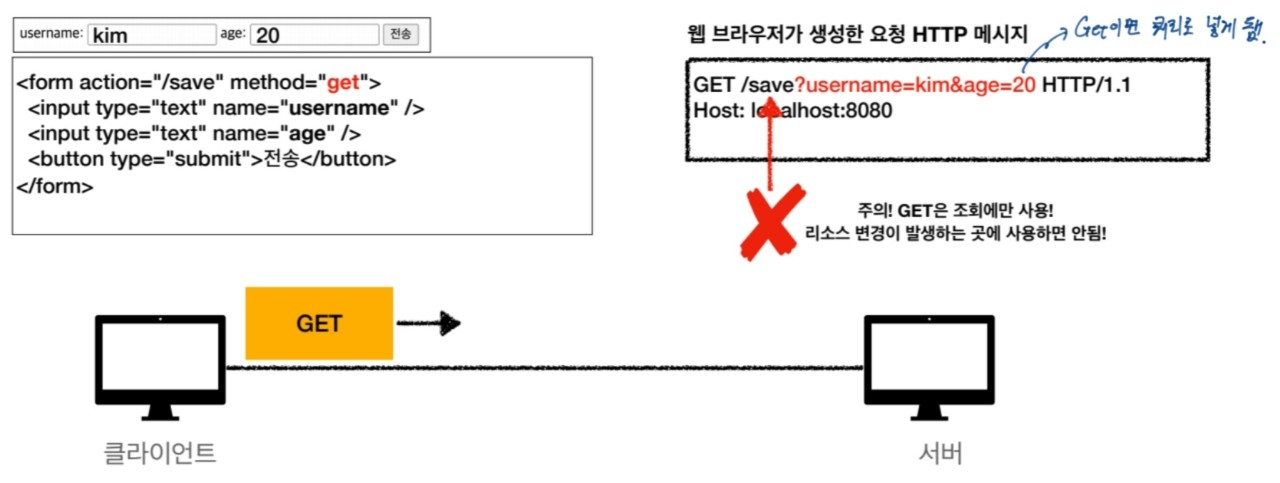 username: kim age: 20 전송
<form action="/save" method="get">
<input type="text" name="username" />
<input type="text" name="age" />
<button type="submit">전송</button>
</form>
웹 브라우저가 생성한 요청 HTTP 메시지
Get이면 쿼리로 넣게 됨!
GET /save?username=kim&age=20 HTTP/1.1
Host: localhost:8080
주의! GET은 조회에만 사용!
리소스 변경이 발생하는 곳에 사용하면 안됨!
GET
클라이언트
서버